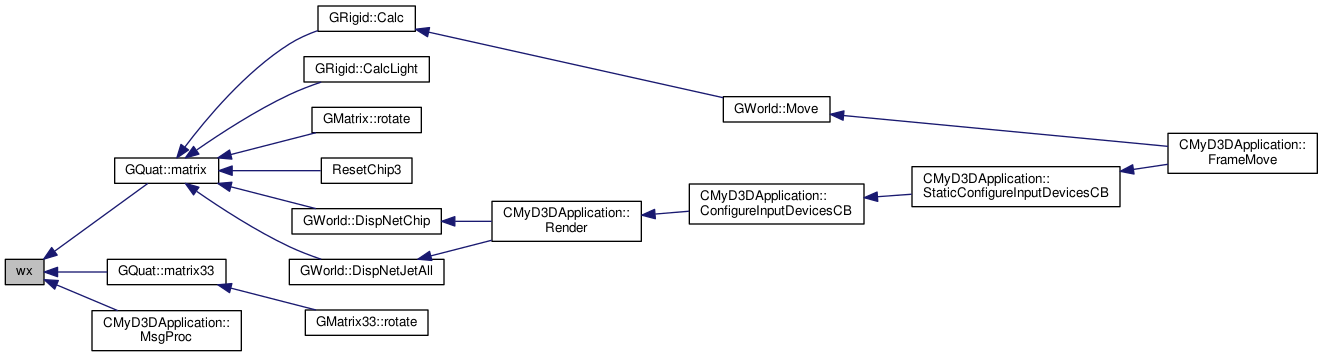 GRigid::Calc
GRigid::CalcLight
GWorld::Move
GMatrix::rotate
CMyD3DApplication::
FrameMove
GQuat::matrix
ResetChip3
CMyD3DApplication::
StaticConfigureInputDevicesCB
CMyD3DApplication::
ConfigureInputDevicesCB
GWorld::DispNetChip
CMyD3DApplication::
Render
wx
GQuat::matrix33
GWorld::DispNetJetAll
CMyD3DApplication::
MsgProc
GMatrix33::rotate